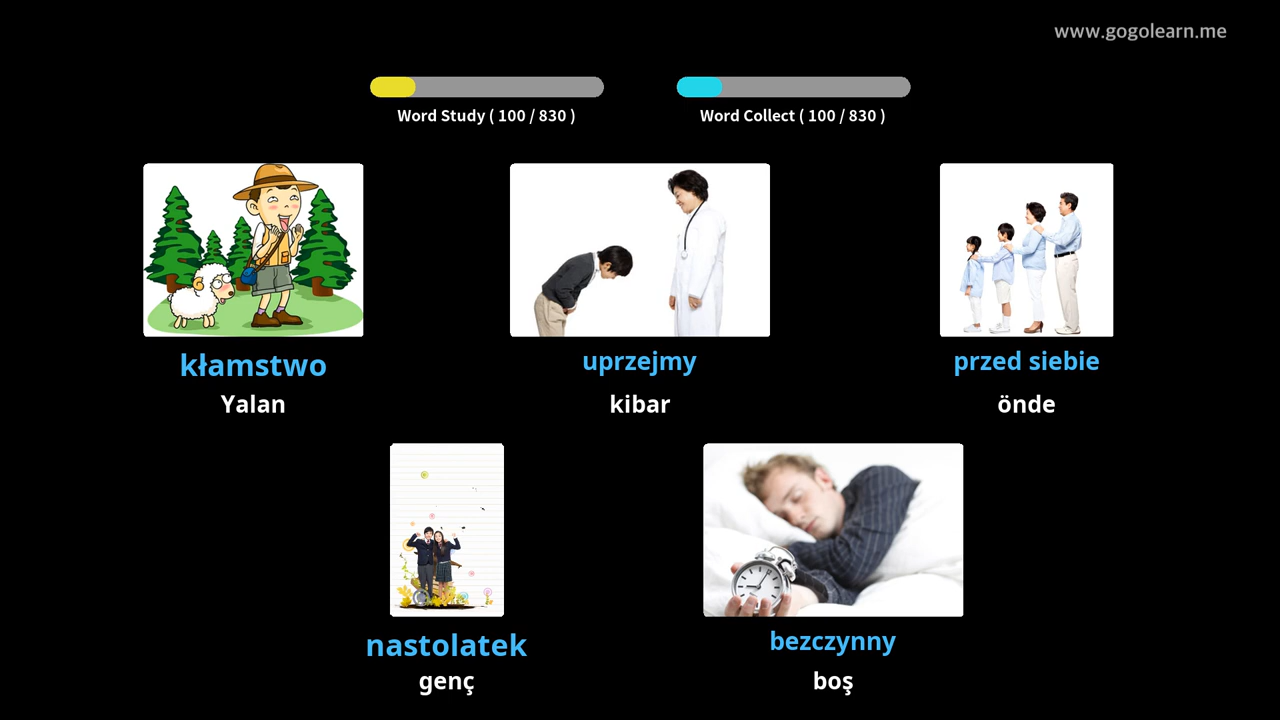 www.gogolearn.me
Word Study ( 100 / 830 )
Word Collect ( 100 / 830 )
kłamstwo
Yalan
uprzejmy
kibar
przed siebie
önde
nastolatek
genç
bezczynny
boş